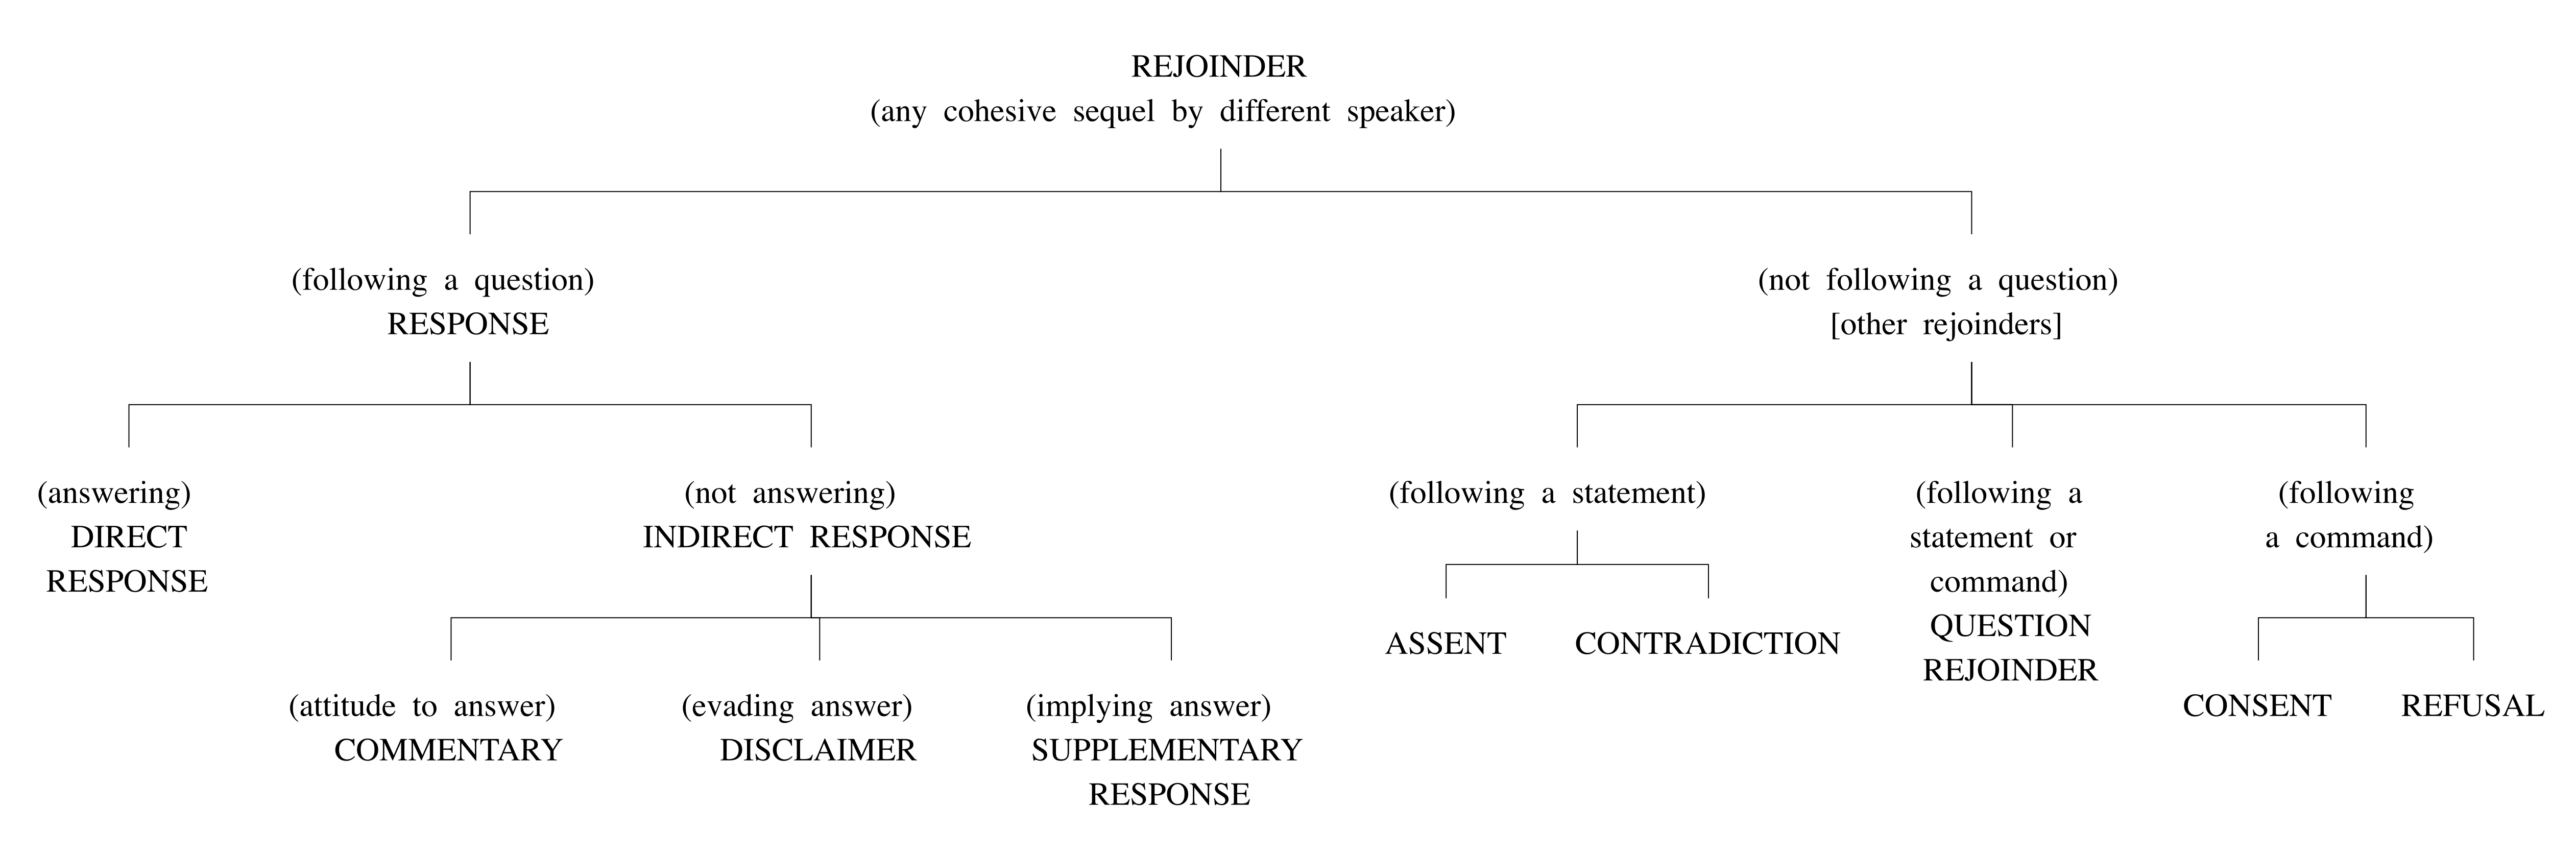 REJOINDER
(any cohesive sequel by different speaker)
(following a question)
RESPONSE
(not following a question)
[other rejoinders]
(answering)
DIRECT
RESPONSE
(not answering)
INDIRECT RESPONSE
(following a statement)
(following a
statement or
command)
QUESTION
REJOINDER
(following
a command)
ASSENT
CONTRADICTION
CONSENT
REFUSAL
(attitude to answer)
COMMENTARY
(evading answer)
DISCLAIMER
(implying answer)
SUPPLEMENTARY
RESPONSE